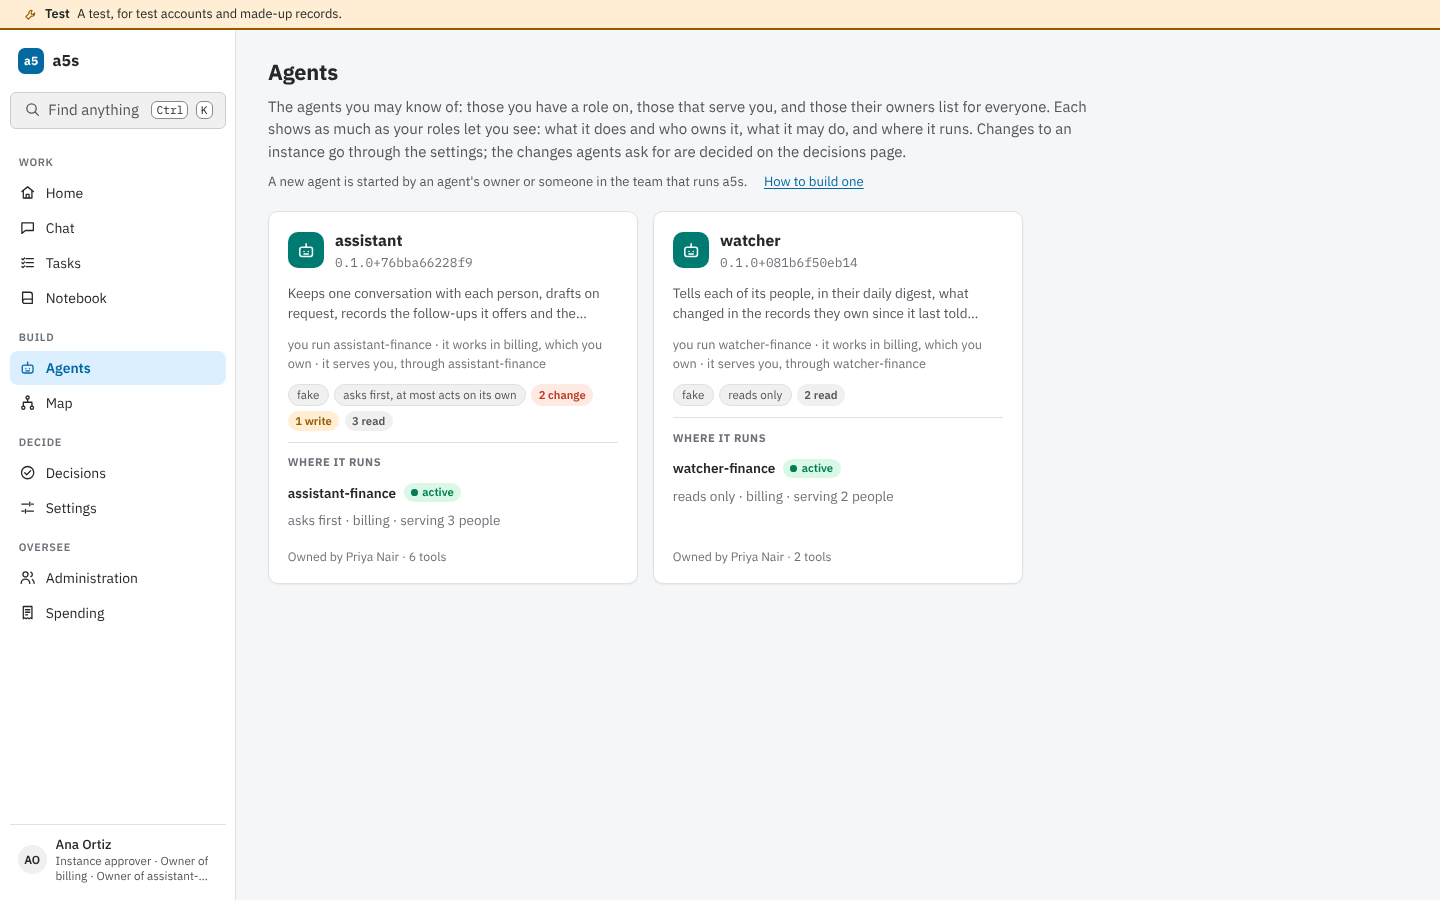 Test A test, for test accounts and made-up records.
a5 a5s
Find anything Ctrl K
WORK
Home
Chat
Tasks
Notebook
BUILD
Agents
Map
DECIDE
Decisions
Settings
OVERSEE
Administration
Spending
AO Ana Ortiz
Instance approver · Owner of
billing · Owner of assistant-...
Agents
The agents you may know of: those you have a role on, those that serve you, and those their owners list for everyone. Each
shows as much as your roles let you see: what it does and who owns it, what it may do, and where it runs. Changes to an
instance go through the settings; the changes agents ask for are decided on the decisions page.
A new agent is started by an agent's owner or someone in the team that runs a5s. How to build one
assistant
0.1.0+76bba66228f9
Keeps one conversation with each person, drafts on
request, records the follow-ups it offers and the...
you run assistant-finance · it works in billing, which you
own · it serves you, through assistant-finance
fake asks first, at most acts on its own 2 change
1 write 3 read
WHERE IT RUNS
assistant-finance active
asks first · billing · serving 3 people
Owned by Priya Nair · 6 tools
watcher
0.1.0+081b6f50eb14
Tells each of its people, in their daily digest, what
changed in the records they own since it last told...
you run watcher-finance · it works in billing, which you
own · it serves you, through watcher-finance
fake reads only 2 read
WHERE IT RUNS
watcher-finance active
reads only · billing · serving 2 people
Owned by Priya Nair · 2 tools